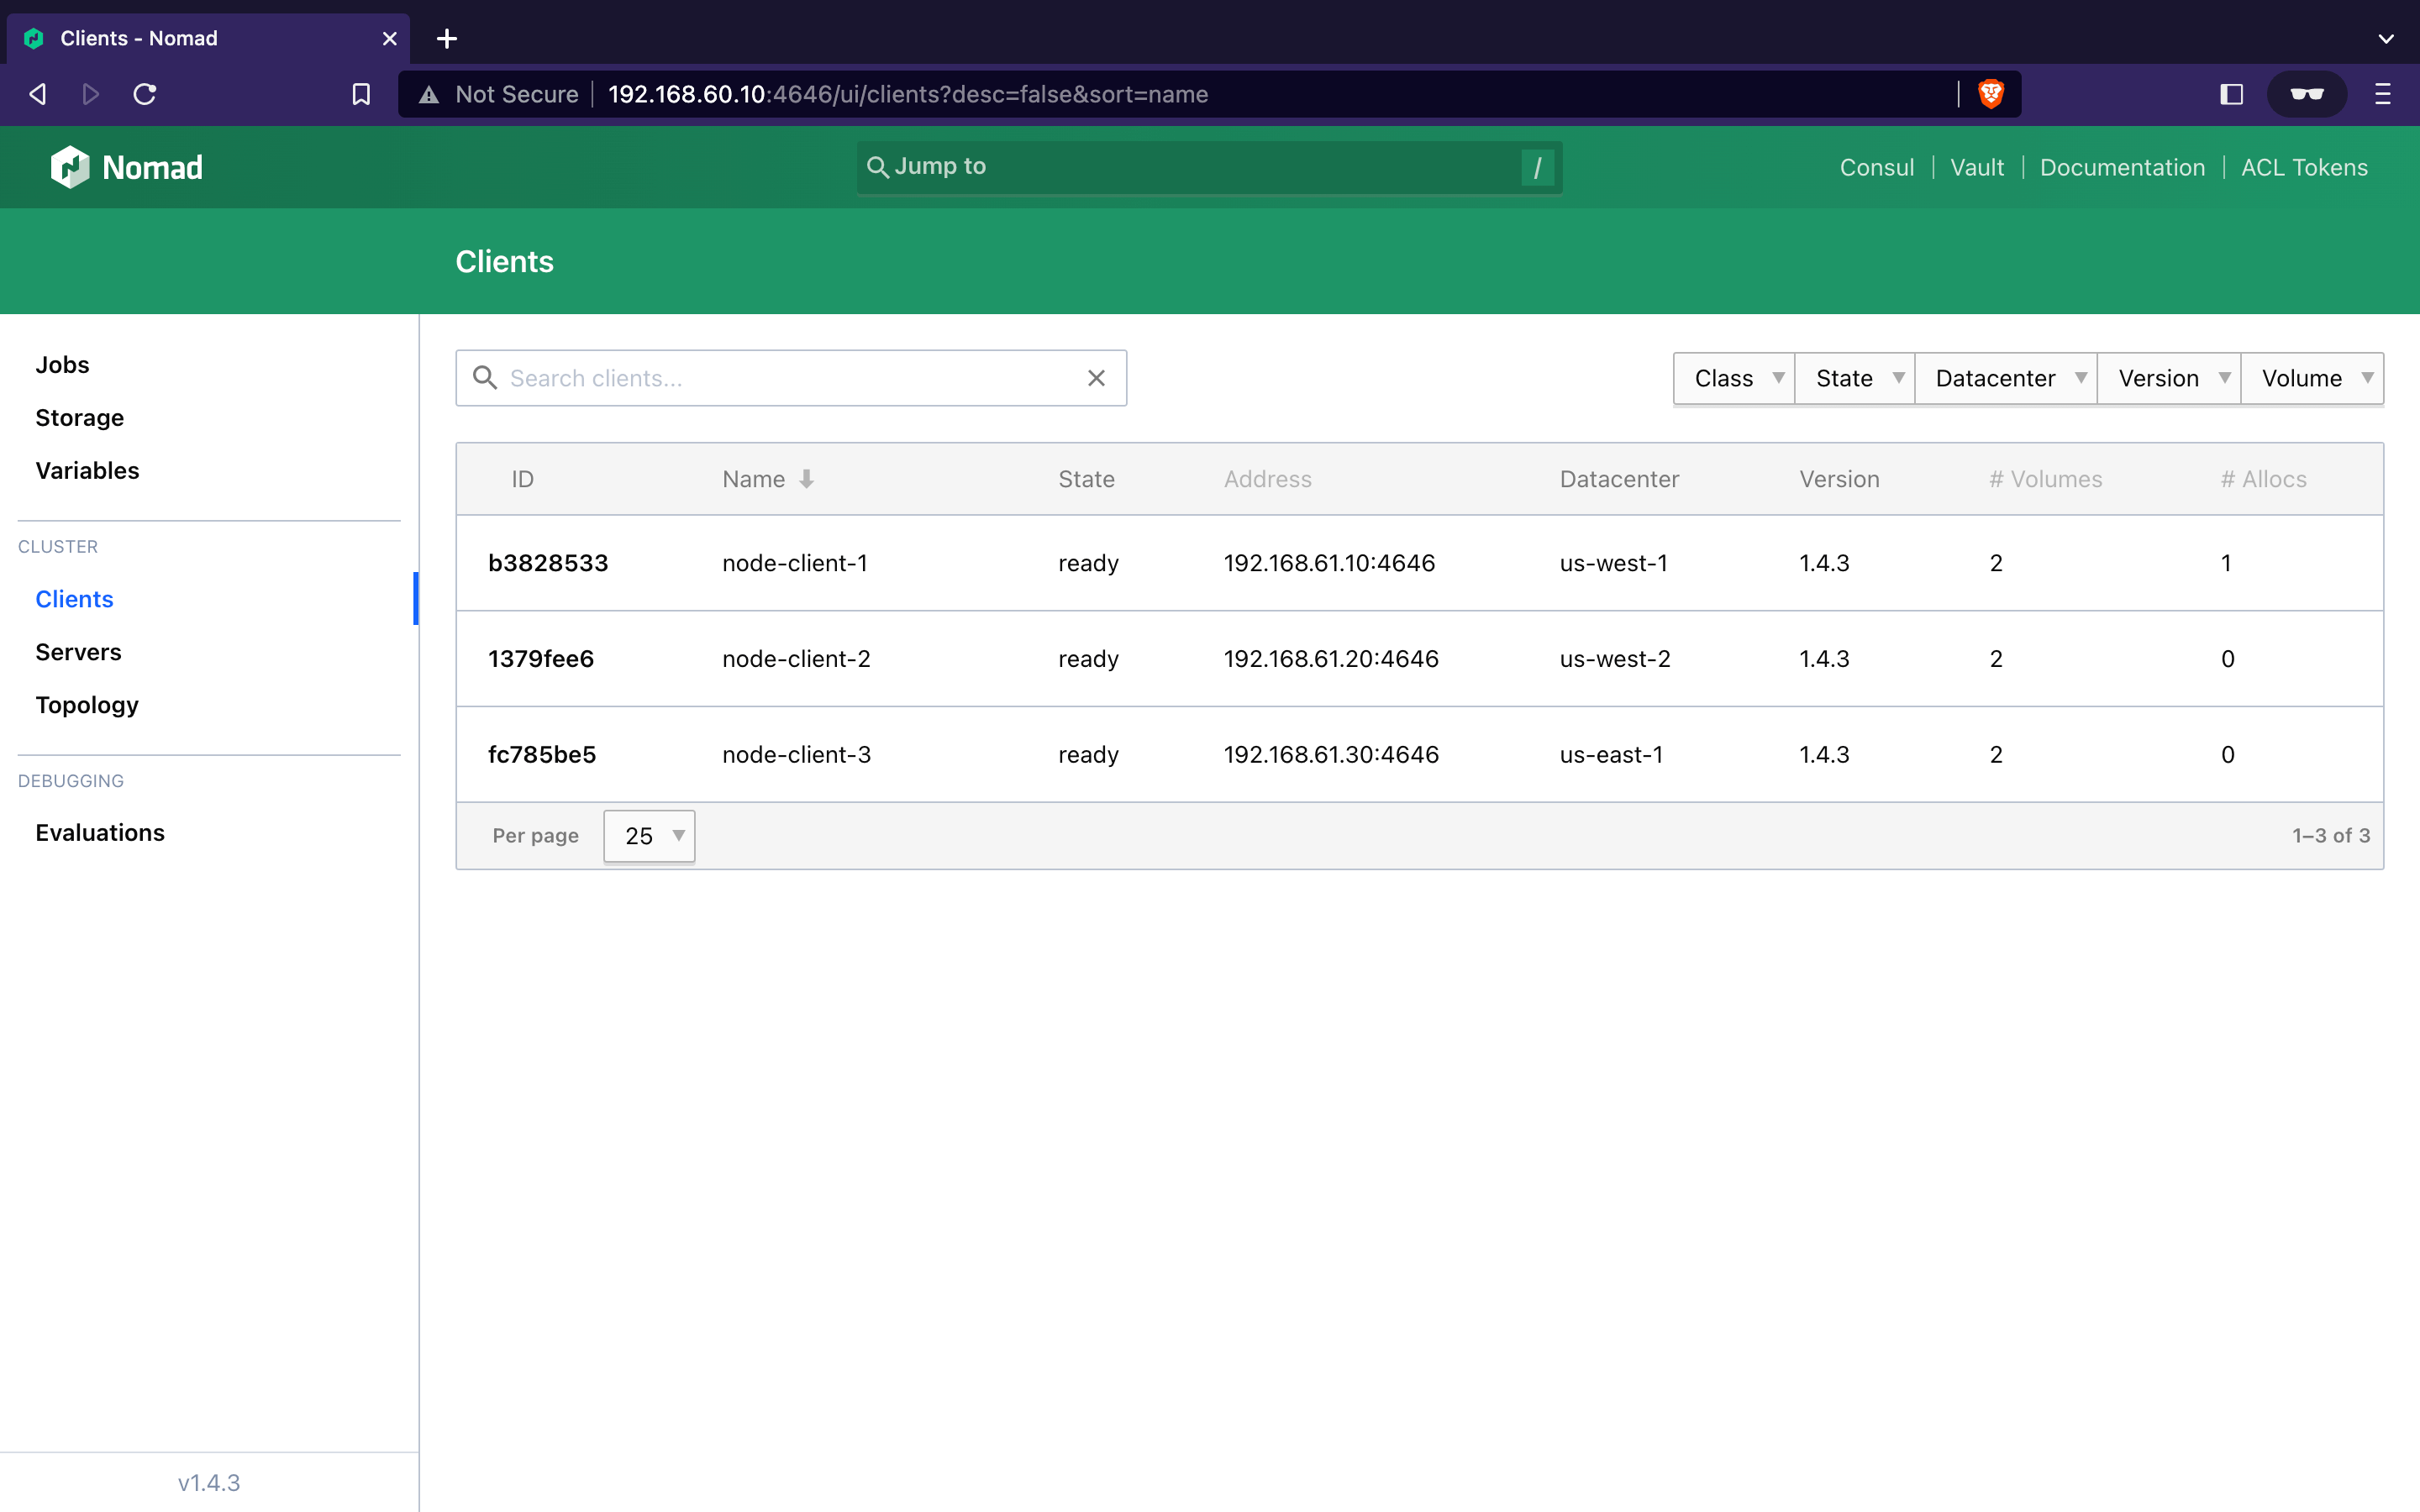 Clients - Nomad
Not Secure 192.168.60.10:4646/ui/clients?desc=false&sort=name
Nomad
Jump to /
Consul Vault Documentation ACL Tokens
Clients
Jobs
Storage
Variables
CLUSTER
Clients
Servers
Topology
DEBUGGING
Evaluations
v1.4.3
Search clients...
Class State Datacenter Version Volume
ID Name State Address Datacenter Version # Volumes # Allocs
b3828533 node-client-1 ready 192.168.61.10:4646 us-west-1 1.4.3 2 1
1379fee6 node-client-2 ready 192.168.61.20:4646 us-west-2 1.4.3 2 0
fc785be5 node-client-3 ready 192.168.61.30:4646 us-east-1 1.4.3 2 0
Per page 25 1–3 of 3